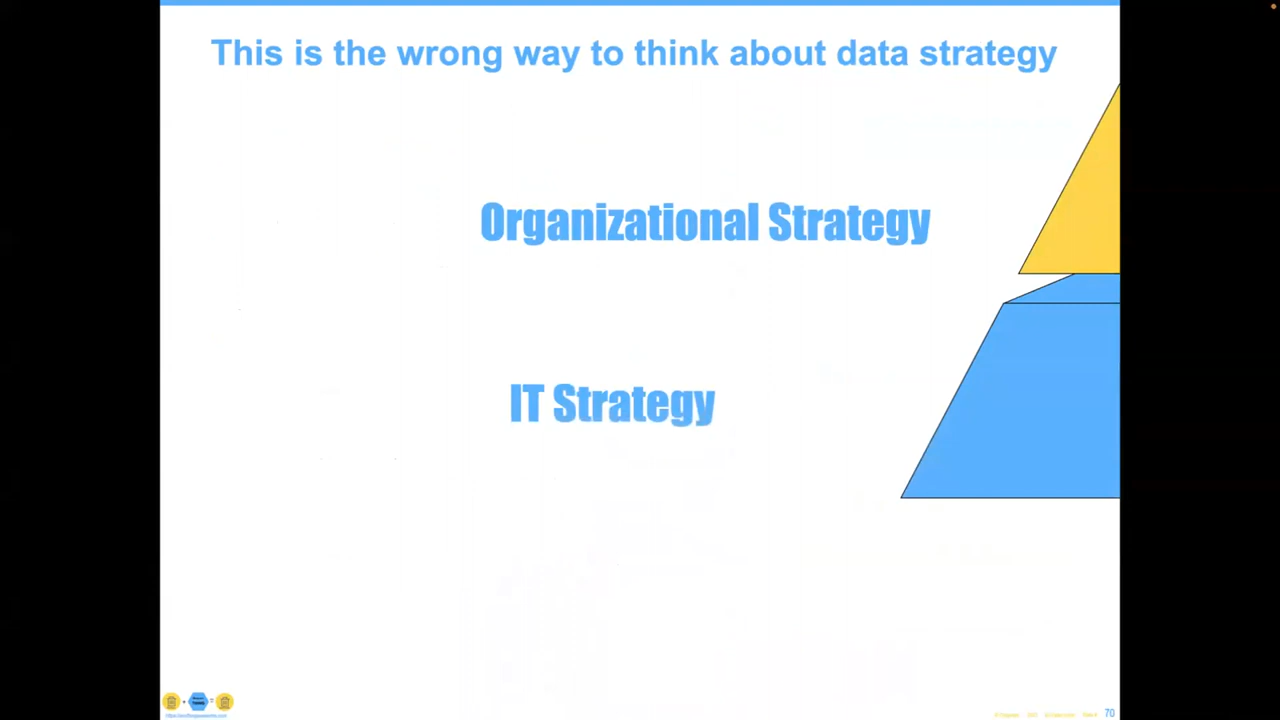 This is the wrong way to think about data strategy
Organizational Strategy
IT Strategy
70